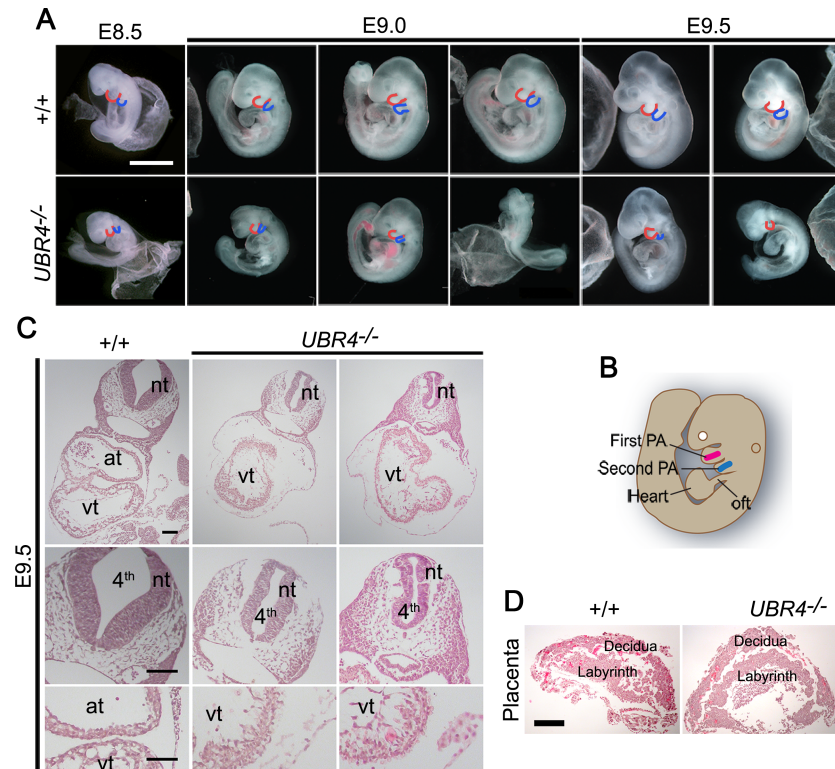 A
E8.5
E9.0
E9.5
+/+
UBR4-/-
C
+/+
UBR4-/-
E9.5
nt
at
vt
nt
vt
nt
vt
4th
nt
nt
4th
nt
4th
at
vt
vt
vt
B
First PA
Second PA
Heart
oft
D
+/+
UBR4-/-
Placenta
Decidua
Labyrinth
Decidua
Labyrinth